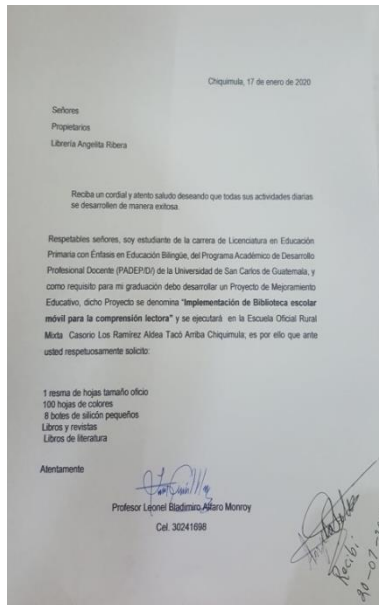 Chiquimula, 17 de enero de 2020
Señores
Propietarios
Librería Angelita Ribera
Reciba un cordial y atento saludo deseando que todas sus actividades diarias
se desarrollen de manera exitosa.
Respetables señores, soy estudiante de la carrera de Licenciatura en Educación
Primaria con Énfasis en Educación Bilingüe, del Programa Académico de Desarrollo
Profesional Docente (PADEP/D/) de la Universidad de San Carlos de Guatemala, y
como requisito para mi graduación debo desarrollar un Proyecto de Mejoramiento
Educativo, dicho Proyecto se denomina "Implementación de Biblioteca escolar
móvil para la comprensión lectora" y se ejecutará en la Escuela Oficial Rural
Mixta Casorio Los Ramírez Aldea Tacó Arriba Chiquimula; es por ello que ante
usted respetuosamente solicito:
1 resma de hojas tamaño oficio
100 hojas de colores
8 botes de silicón pequeños
Libros y revistas
Libros de literatura
Atentamente
Profesor Leonel Bladimiro Alfaro Monroy
Cel. 30241698
Recibi: